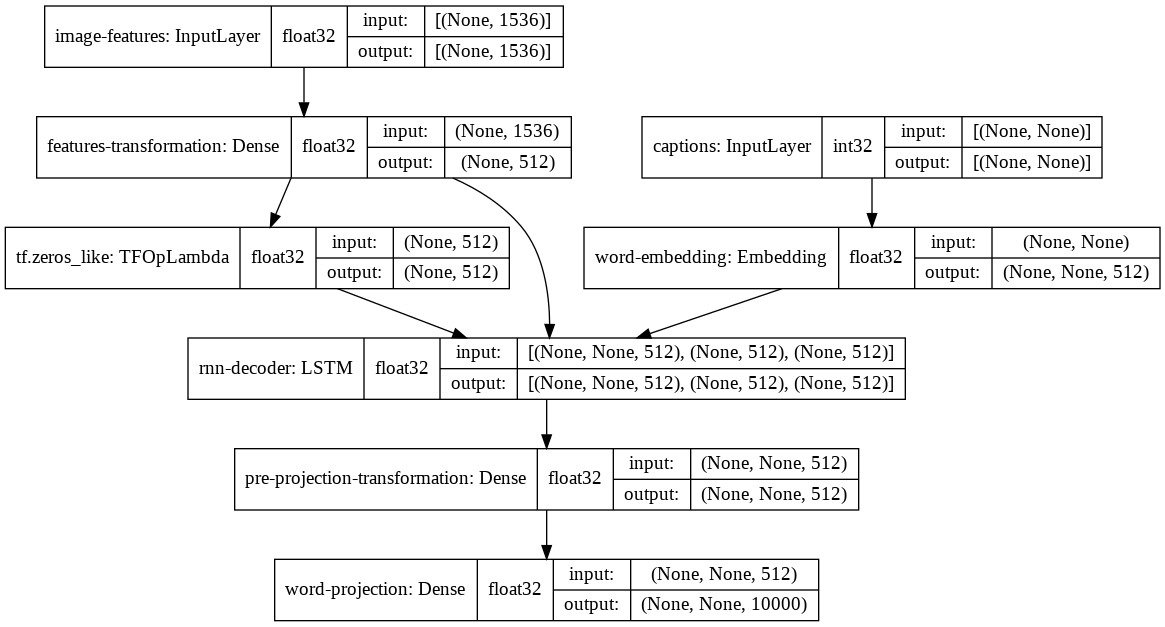 image-features: InputLayer float32 input: [(None, 1536)]
output: [(None, 1536)]
features-transformation: Dense float32 input: (None, 1536)
output: (None, 512)
captions: InputLayer int32 input: [(None, None)]
output: [(None, None)]
tf.zeros_like: TFOpLambda float32 input: (None, 512)
output: (None, 512)
word-embedding: Embedding float32 input: (None, None)
output: (None, None, 512)
rnn-decoder: LSTM float32 input: [(None, None, 512), (None, 512), (None, 512)]
output: [(None, None, 512), (None, 512), (None, 512)]
pre-projection-transformation: Dense float32 input: (None, None, 512)
output: (None, None, 512)
word-projection: Dense float32 input: (None, None, 512)
output: (None, None, 10000)